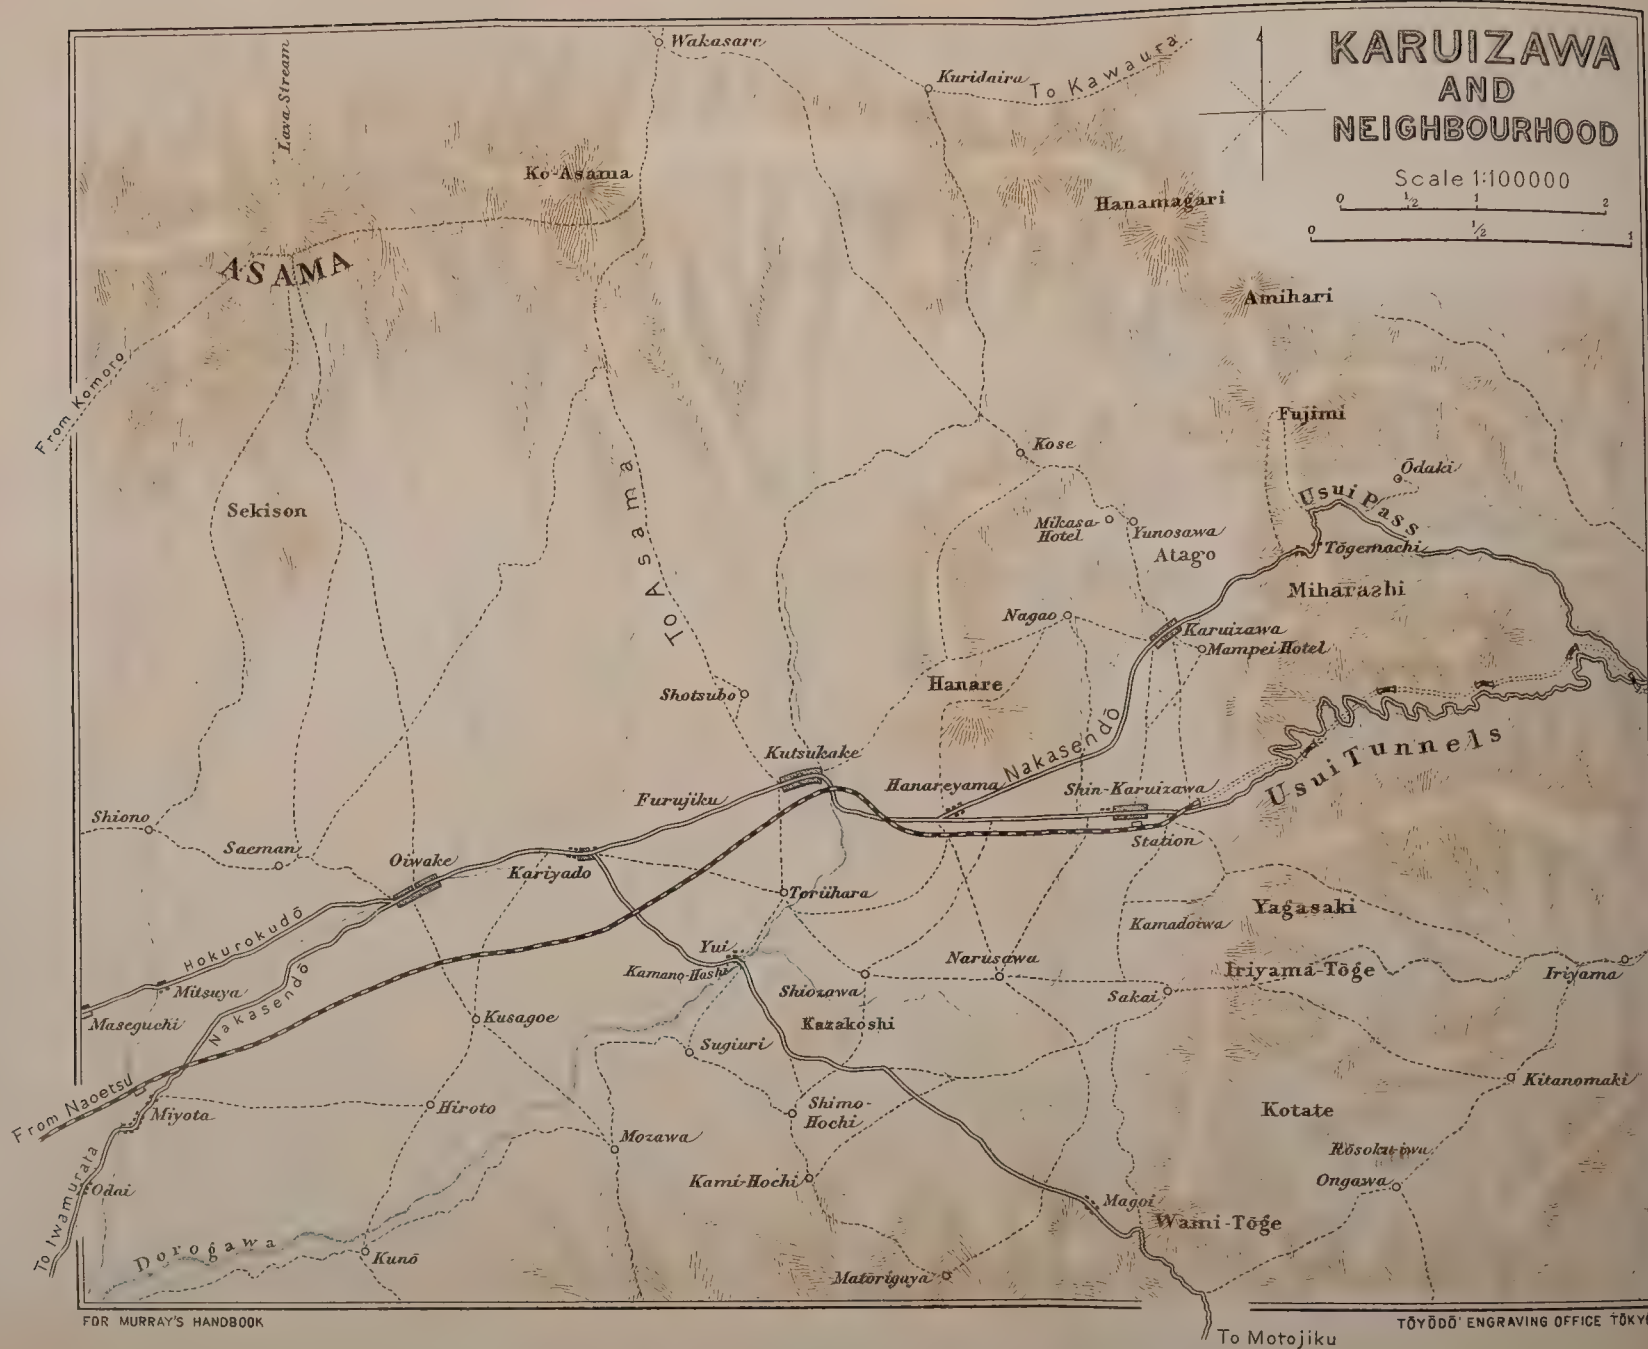 KARUIZAWA
AND
NEIGHBOURHOOD
Scale 1:100000
0 ½ 1 2
0 ½ 1
Wakasare
Kuridaira
To Kawaura
Lava Stream
Ko-Asama
Hanamagari
ASAMA
Amihari
From Komoro
Fujimi
Kose
Ōdaki
Usui Pass
Sekison
To Asama
Mikasa-
Hotel
Yunosawa
Atago
Tōgemachi
Miharashi
Nagao
Karuizawa
Mampei Hotel
Hanare
Shotsubo
Nakasendō
Usui Tunnels
Kutsukake
Hanareyama
Shin-Karuizawa
Furujiku
Station
Shiono
Saeman
Oiwake
Kariyado
Toriihara
Yagasaki
Kamadoiwa
Hokurokudō
Yui
Kamano-Hashi
Narusawa
Iriyama-Tōge
Iriyama
Mitsuya
Shiozawa
Sakai
Maseguchi
Nakasendō
Kusagoe
Kazakoshi
Sugiuri
Kitanomaki
From Naoetsu
Miyota
Hiroto
Shimo-
Hochi
Kotate
Mozawa
Rōsoku-iwa
Kami-Hochi
Ongawa
To Iwamurata
Odai
Magoi
Wami-Tōge
Dorogawa
Kunō
Matoriguya
FOR MURRAY'S HANDBOOK
TŌYŌDŌ ENGRAVING OFFICE TŌKY
To Motojiku